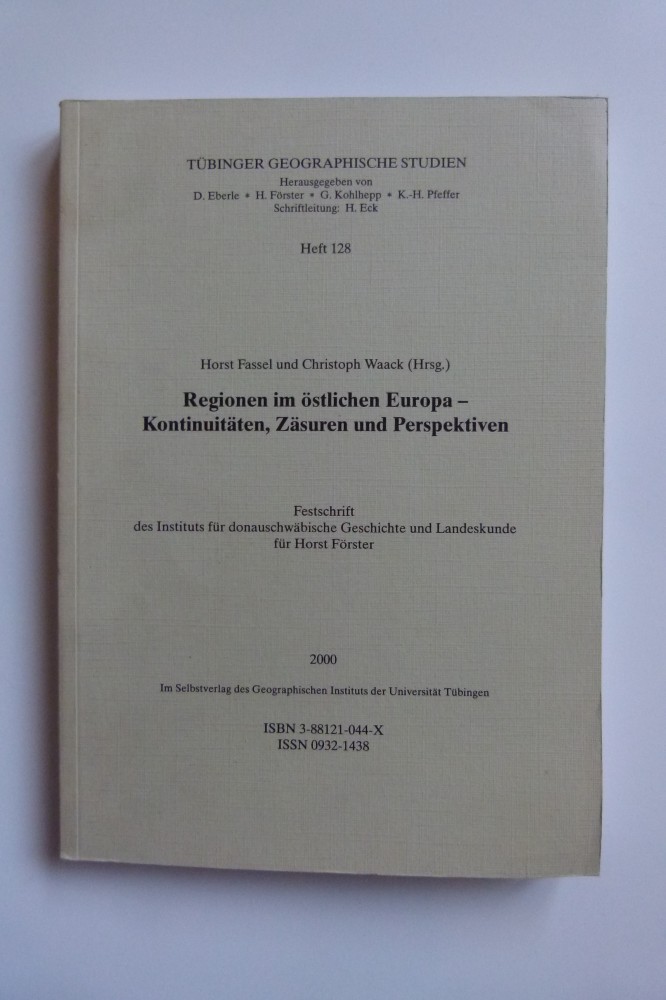 TÜBINGER GEOGRAPHISCHE STUDIEN
Herausgegeben von
D. Eberle * H. Förster * G. Kohlhepp * K.-H. Pfeffer
Schriftleitung: H. Eck
Heft 128
Horst Fassel und Christoph Waack (Hrsg.)
Regionen im östlichen Europa –
Kontinuitäten, Zäsuren und Perspektiven
Festschrift
des Instituts für donauschwäbische Geschichte und Landeskunde
für Horst Förster
2000
Im Selbstverlag des Geographischen Instituts der Universität Tübingen
ISBN 3-88121-044-X
ISSN 0932-1438